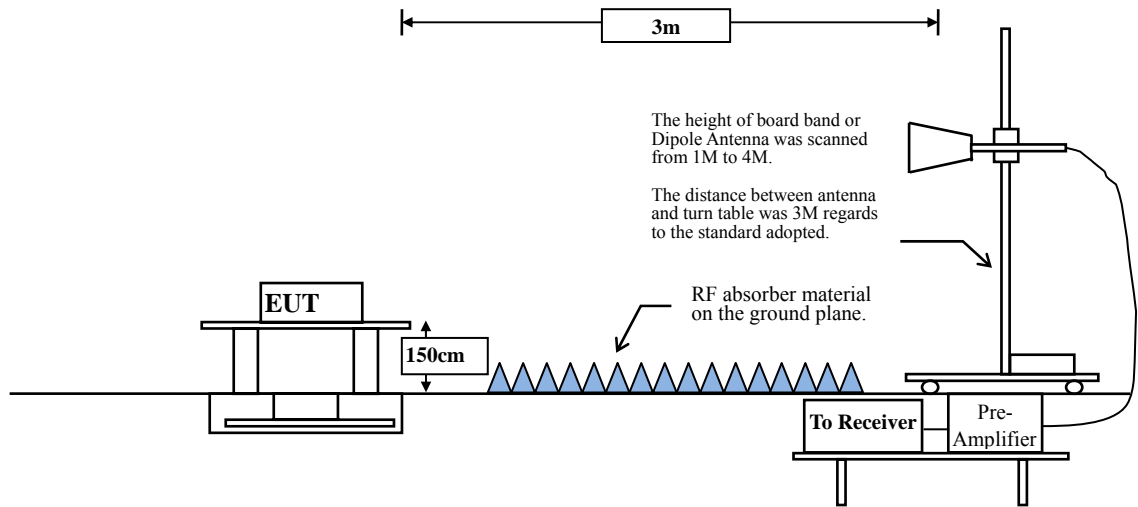 3m
The height of board band or
Dipole Antenna was scanned
from 1M to 4M.
The distance between antenna
and turn table was 3M regards
to the standard adopted.
EUT
RF absorber material
on the ground plane.
150cm
To Receiver
Pre-
Amplifier